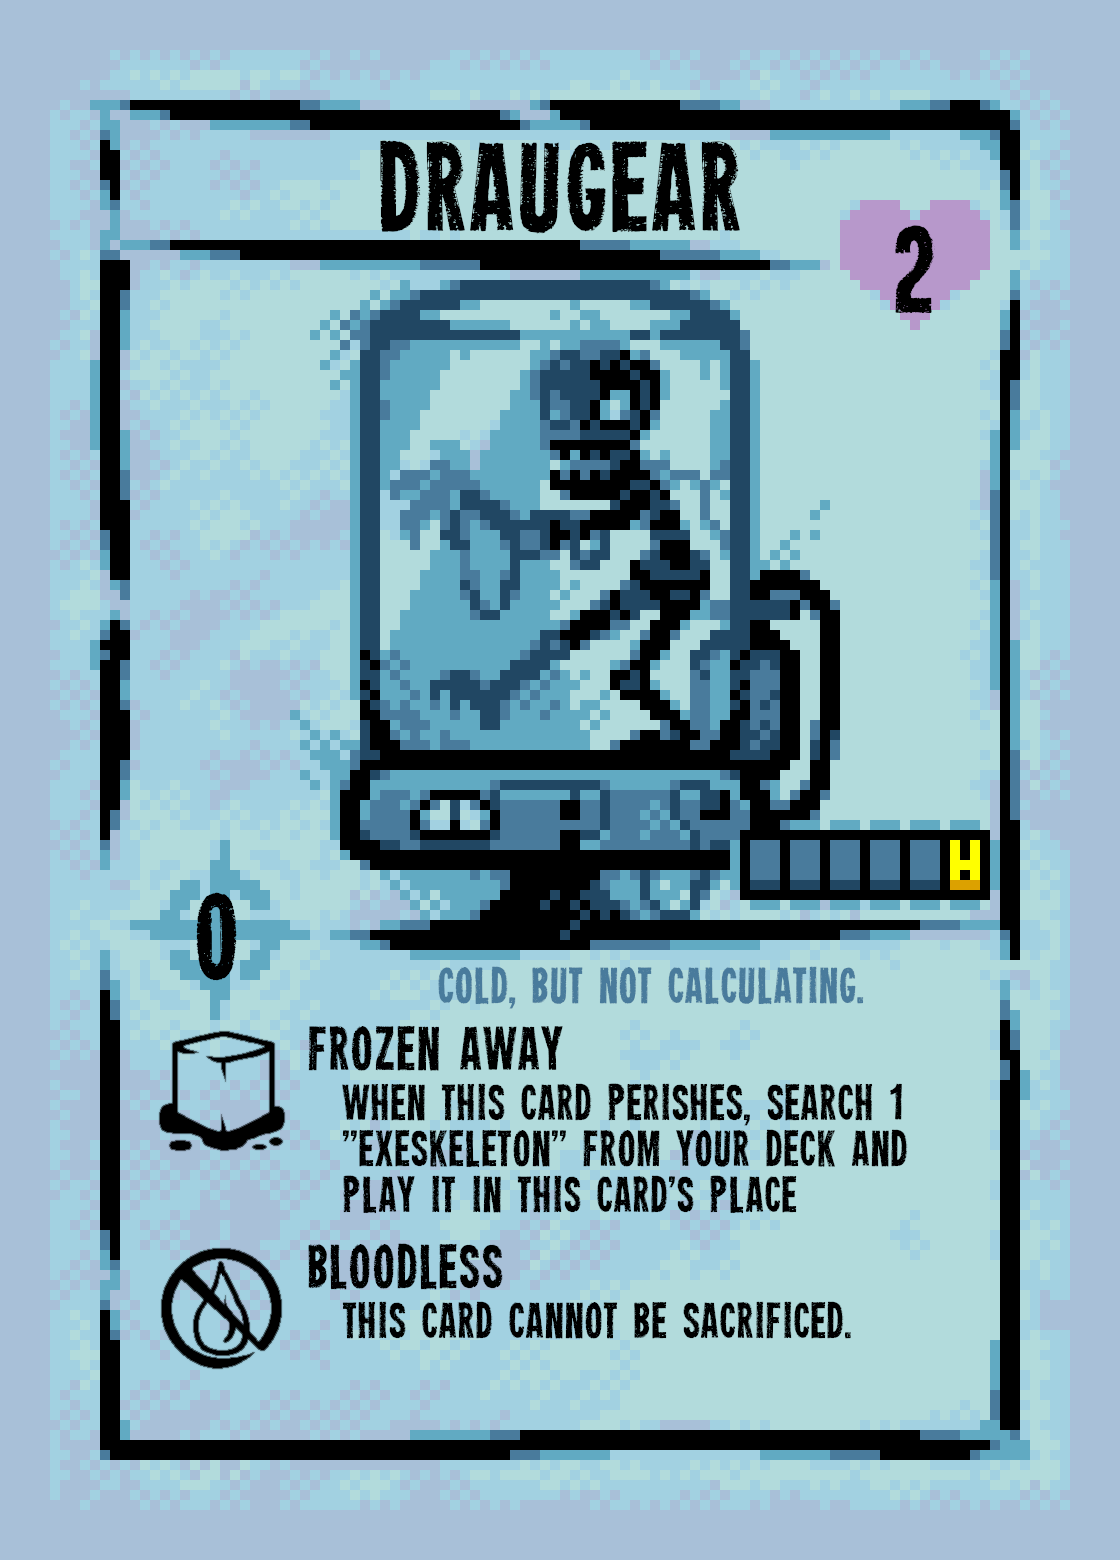 DRAUGEAR
2
0
COLD, BUT NOT CALCULATING.
FROZEN AWAY
WHEN THIS CARD PERISHES, SEARCH 1
"EXESKELETON" FROM YOUR DECK AND
PLAY IT IN THIS CARD'S PLACE
BLOODLESS
THIS CARD CANNOT BE SACRIFICED.